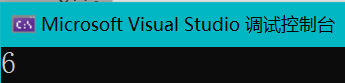 Microsoft Visual Studio 调试控制台
6